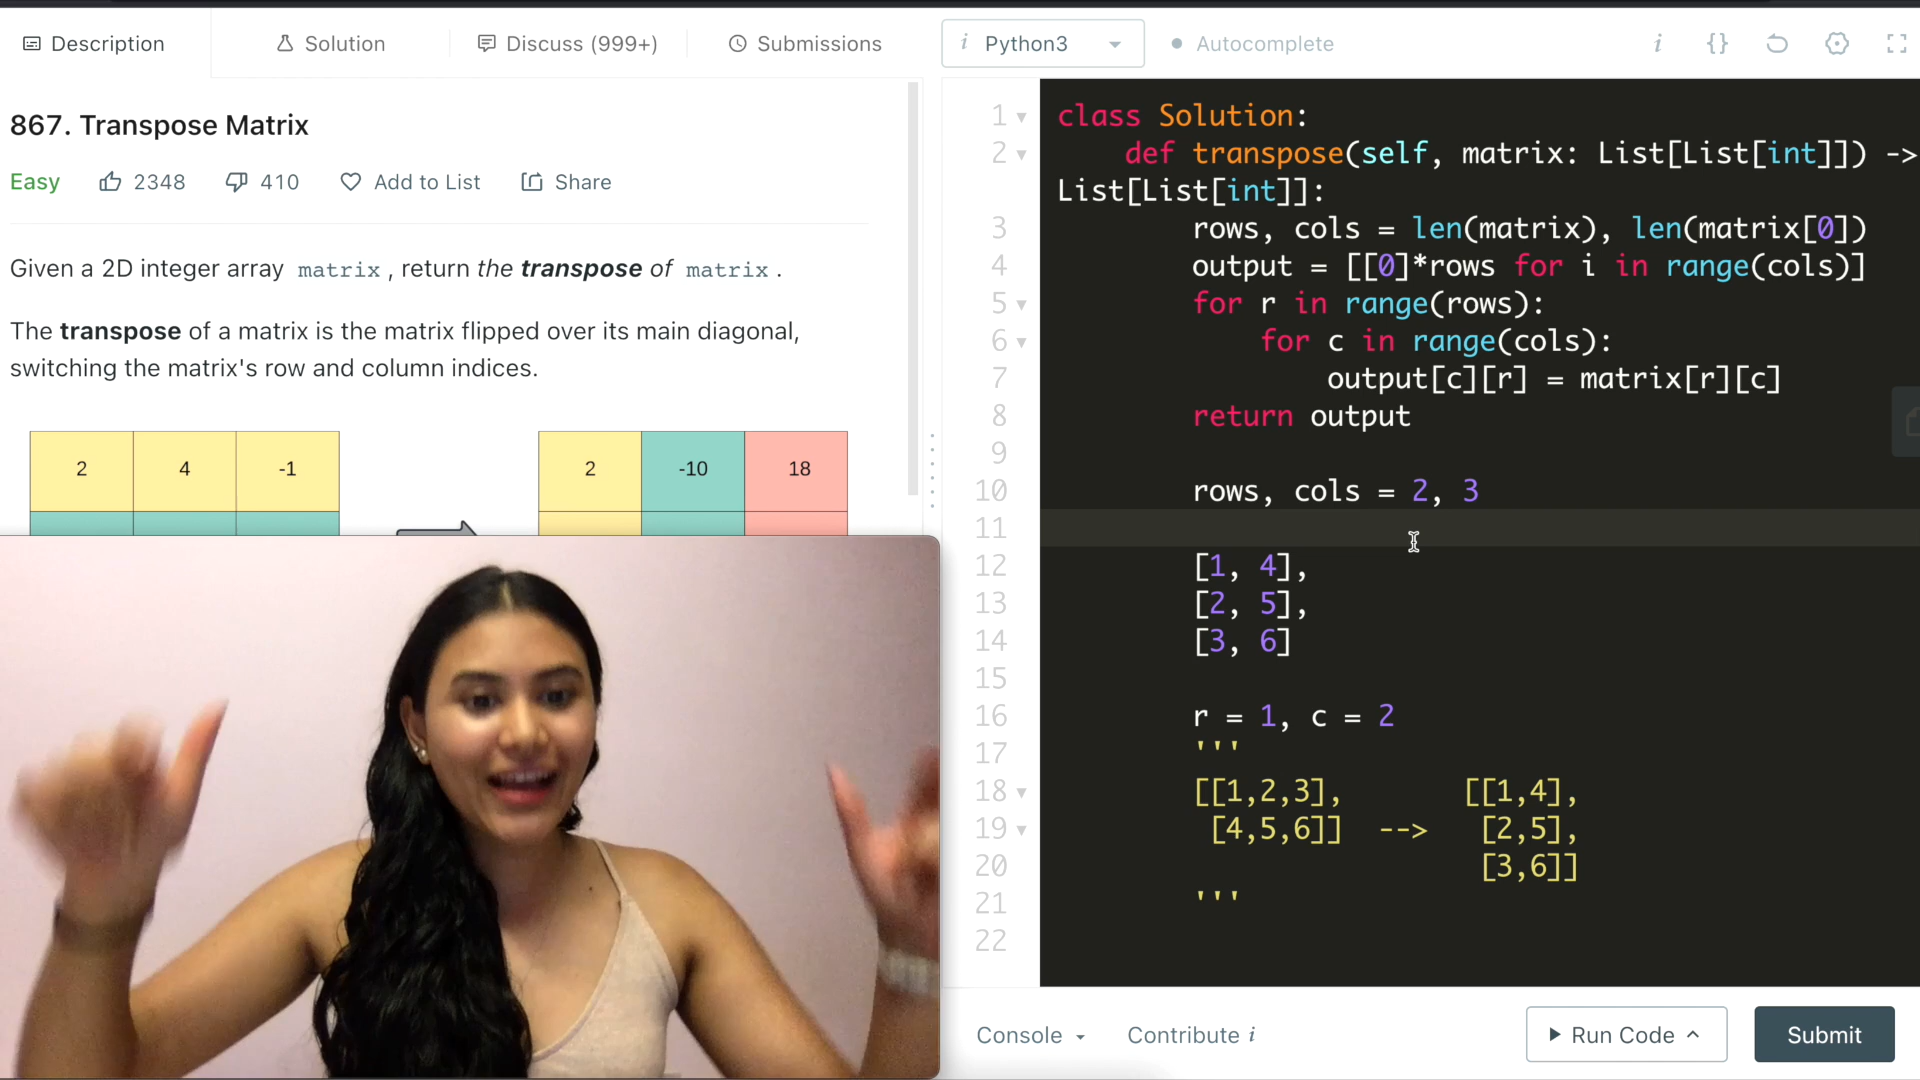 Description
Solution
Discuss (999+)
Submissions
i Python3
Autocomplete
i {}
867. Transpose Matrix
Easy 2348 410 Add to List Share
Given a 2D integer array matrix , return the transpose of matrix .
The transpose of a matrix is the matrix flipped over its main diagonal,
switching the matrix's row and column indices.
2 4 -1
2 -10 18
1 class Solution:
2 def transpose(self, matrix: List[List[int]]) ->
List[List[int]]:
3 rows, cols = len(matrix), len(matrix[0])
4 output = [[0]*rows for i in range(cols)]
5 for r in range(rows):
6 for c in range(cols):
7 output[c][r] = matrix[r][c]
8 return output
9
10 rows, cols = 2, 3
11
12 [1, 4],
13 [2, 5],
14 [3, 6]
15
16 r = 1, c = 2
17 '''
18 [[1,2,3], [[1,4],
19 [4,5,6]] --> [2,5],
20 [3,6]]
21 '''
22
Console Contribute i
Run Code
Submit